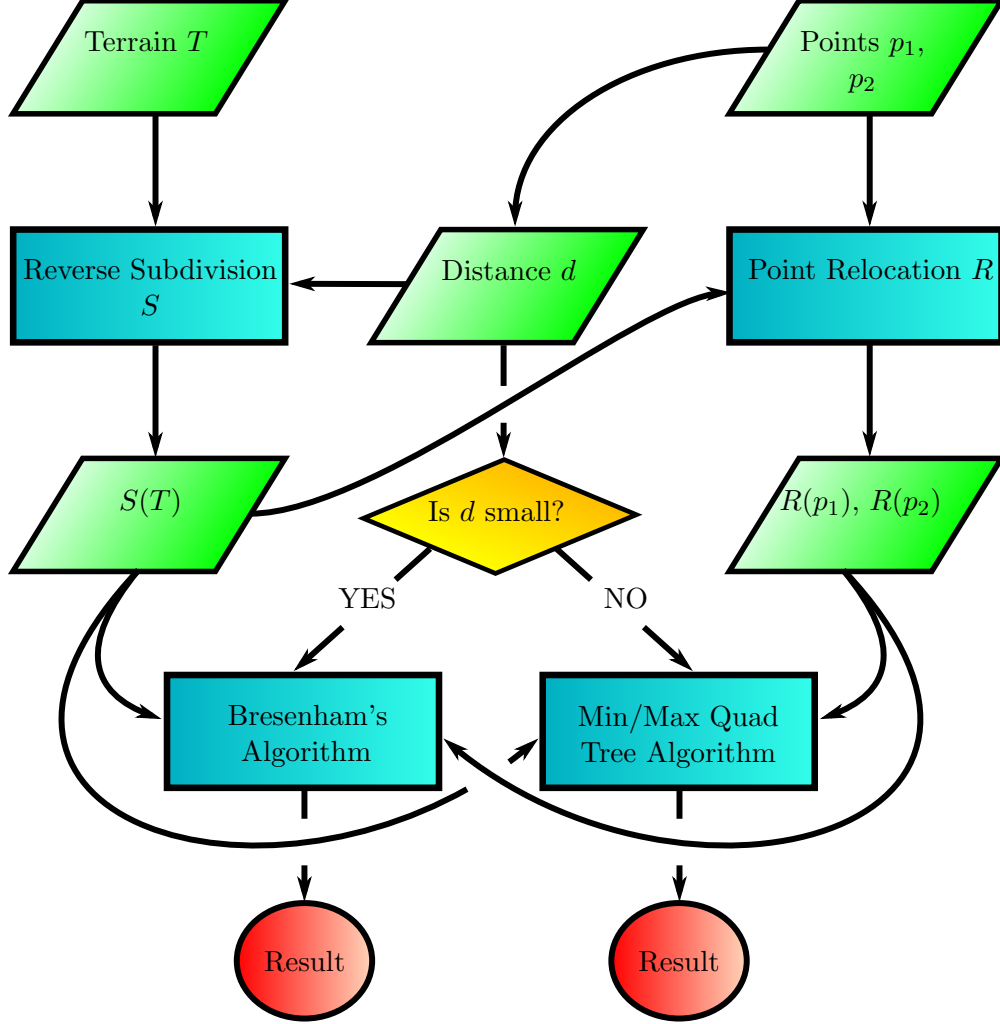 Terrain T
Points p₁,
p₂
Reverse Subdivision
S
Distance d
Point Relocation R
S(T)
Is d small?
R(p₁), R(p₂)
YES
NO
Bresenham's
Algorithm
Min/Max Quad
Tree Algorithm
Result
Result